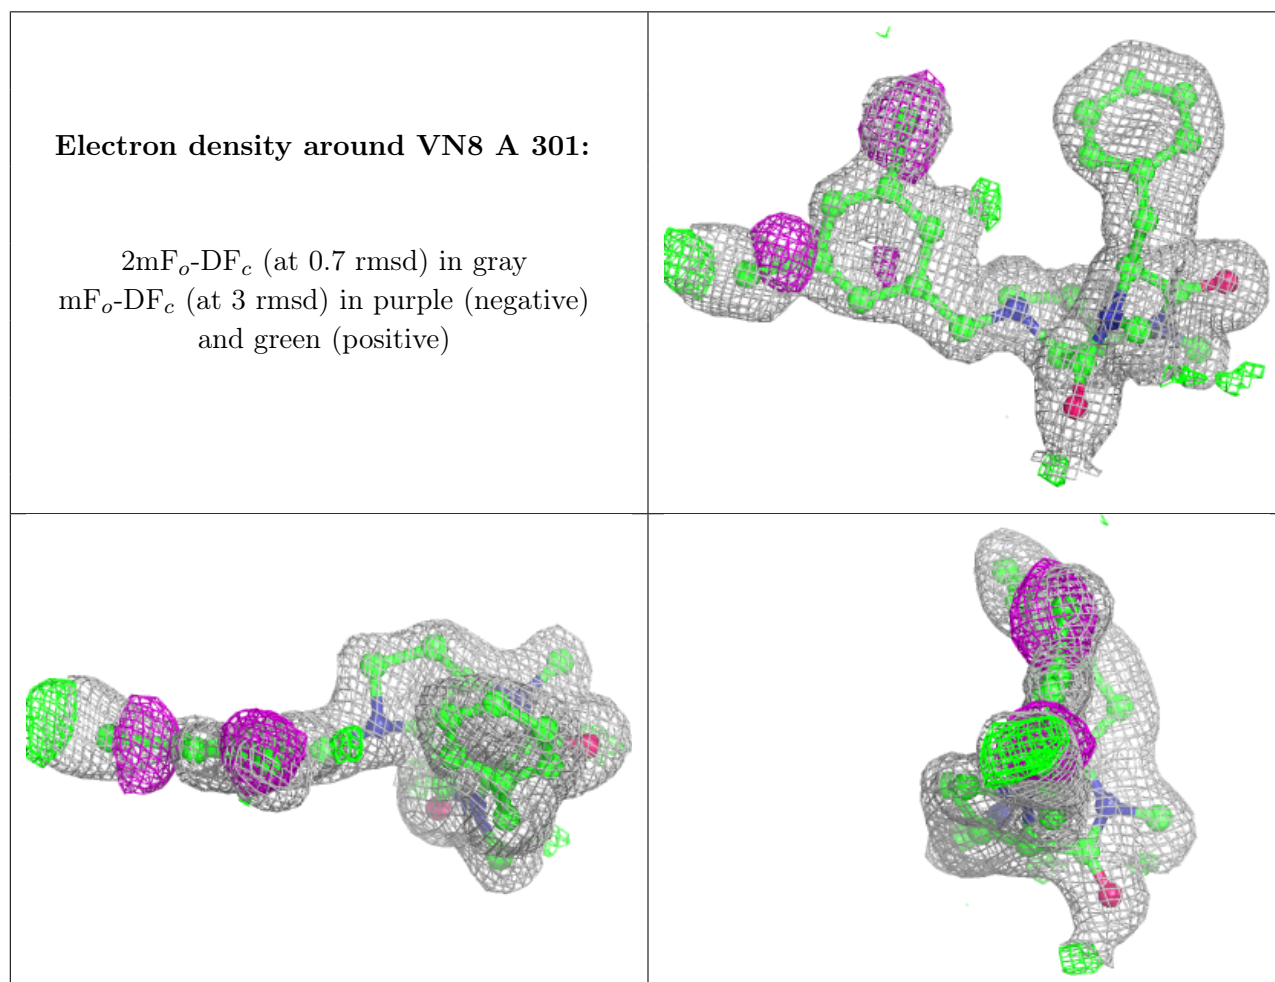 Electron density around VN8 A 301:
2mFₒ-DF𝑐 (at 0.7 rmsd) in gray
mFₒ-DF𝑐 (at 3 rmsd) in purple (negative)
and green (positive)